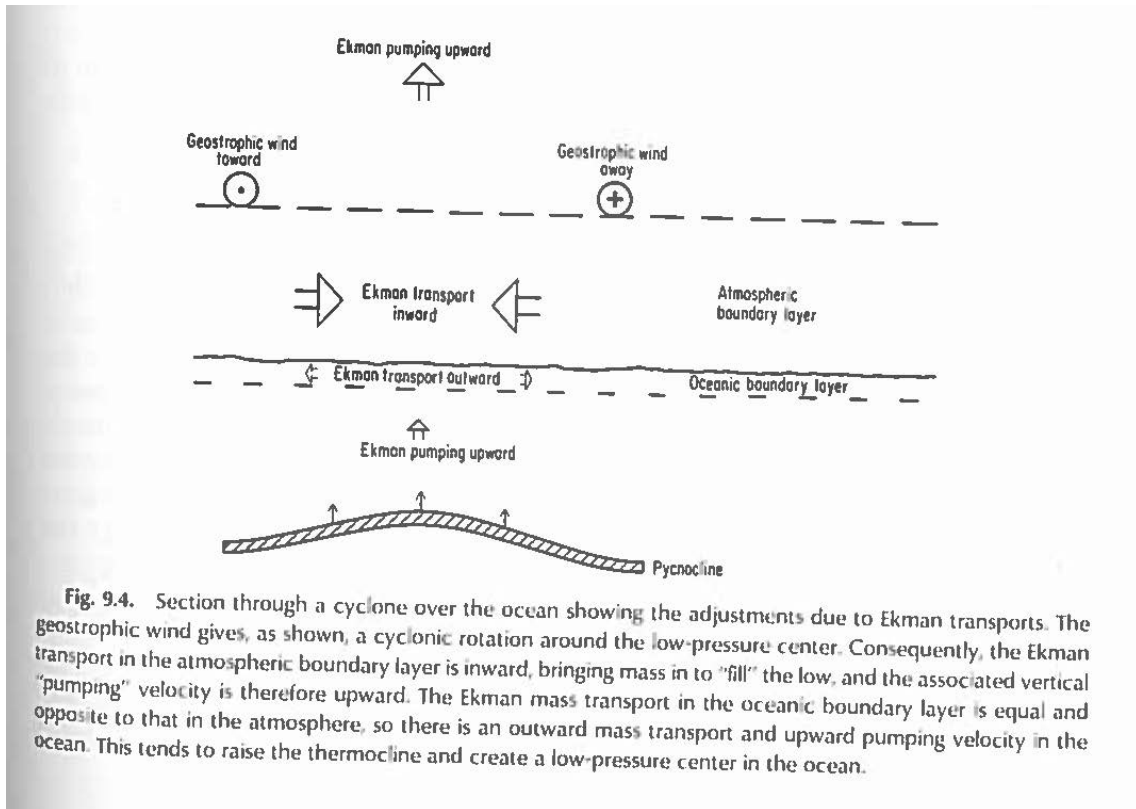 Ekman pumping upward
Geostrophic wind
toward
Geostrophic wind
away
Ekman transport
inward
Atmospheric
boundary layer
Ekman transport outward
Oceanic boundary layer
Ekman pumping upward
Pycnocline
Fig. 9.4. Section through a cyclone over the ocean showing the adjustments due to Ekman transports. The
geostrophic wind gives, as shown, a cyclonic rotation around the low-pressure center. Consequently, the Ekman
transport in the atmospheric boundary layer is inward, bringing mass in to "fill" the low, and the associated vertical
"pumping" velocity is therefore upward. The Ekman mass transport in the oceanic boundary layer is equal and
opposite to that in the atmosphere, so there is an outward mass transport and upward pumping velocity in the
ocean. This tends to raise the thermocline and create a low-pressure center in the ocean.